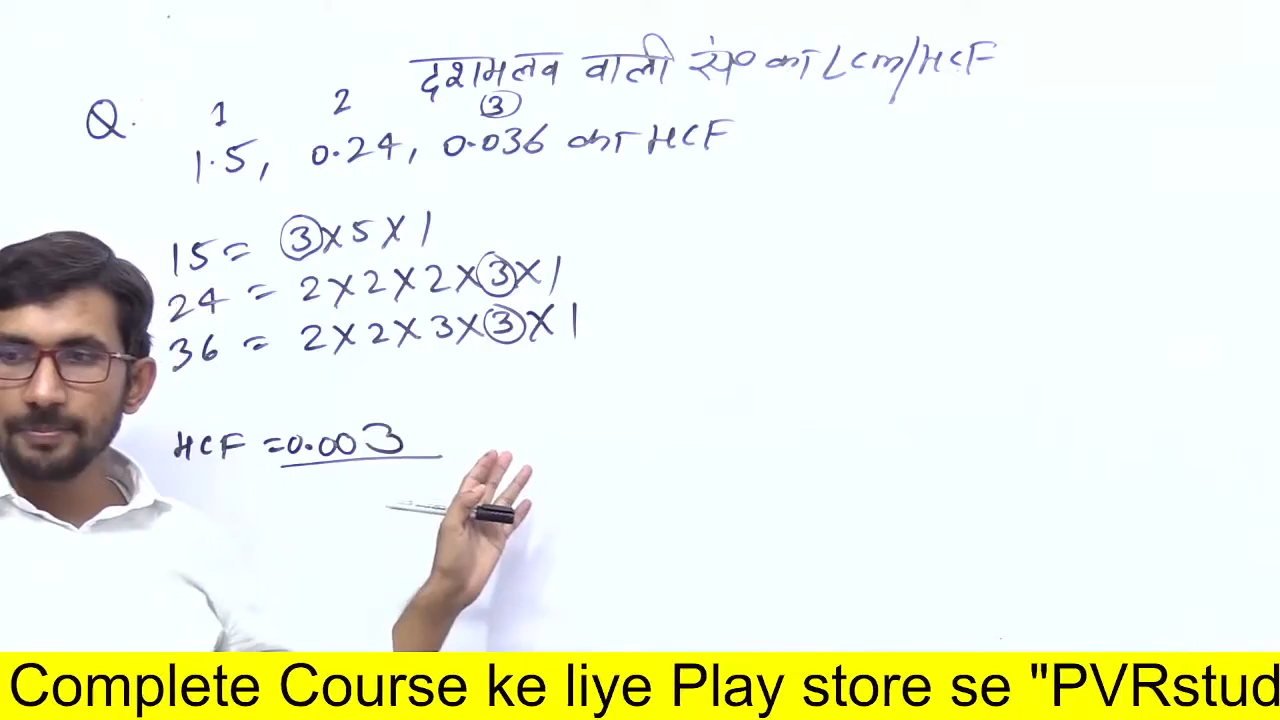 दशमलव वाली सं० का Lcm/HCF
1 2 3
Q. 1.5, 0.24, 0.036 का HCF
15 = 3×5×1
24 = 2×2×2×3×1
36 = 2×2×3×3×1
HCF = 0.003
Complete Course ke liye Play store se "PVRstud